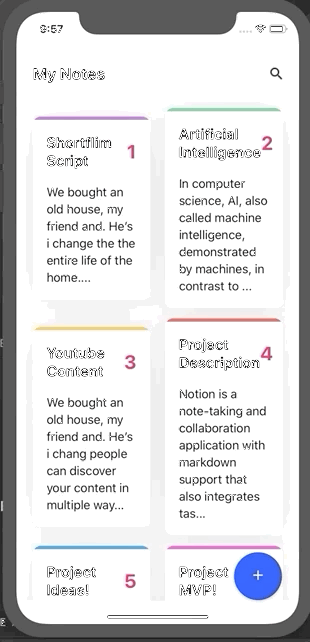 9:57
My Notes
Shortfilm
Script
1
We bought an
old house, my
friend and. He's
i change the the
entire life of the
home....
Artificial
Intelligence
2
In computer
science, AI, also
called machine
intelligence,
demonstrated
by machines, in
contrast to ...
Youtube
Content
3
We bought an
old house, my
friend and. He's
i chang people
can discover
your content in
multiple way...
Project
Description
4
Notion is a
note-taking and
collaboration
application with
markdown
support that
also integrates
tas...
Project
Ideas!
5
Project
MVP!
+